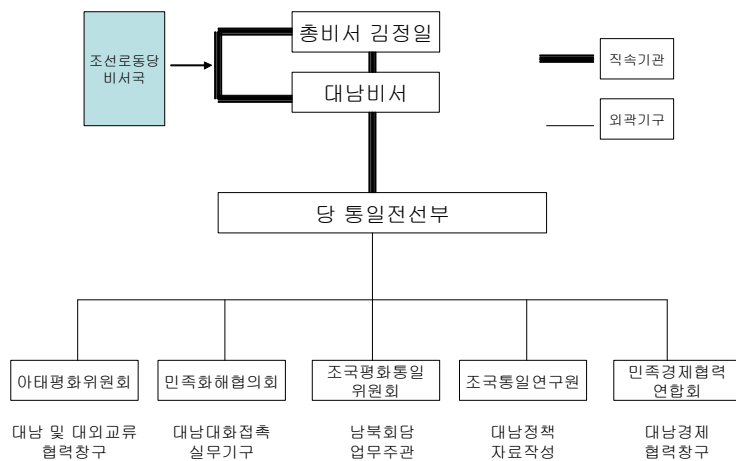 조선로동당
비서국
총비서 김정일
대남비서
직속기관
외곽기구
당 통일전선부
아태평화위원회
민족화해협의회
조국평화통일
위원회
조국통일연구원
민족경제협력
연합회
대남 및 대외교류
협력창구
대남대화접촉
실무기구
남북회담
업무주관
대남정책
자료작성
대남경제
협력창구